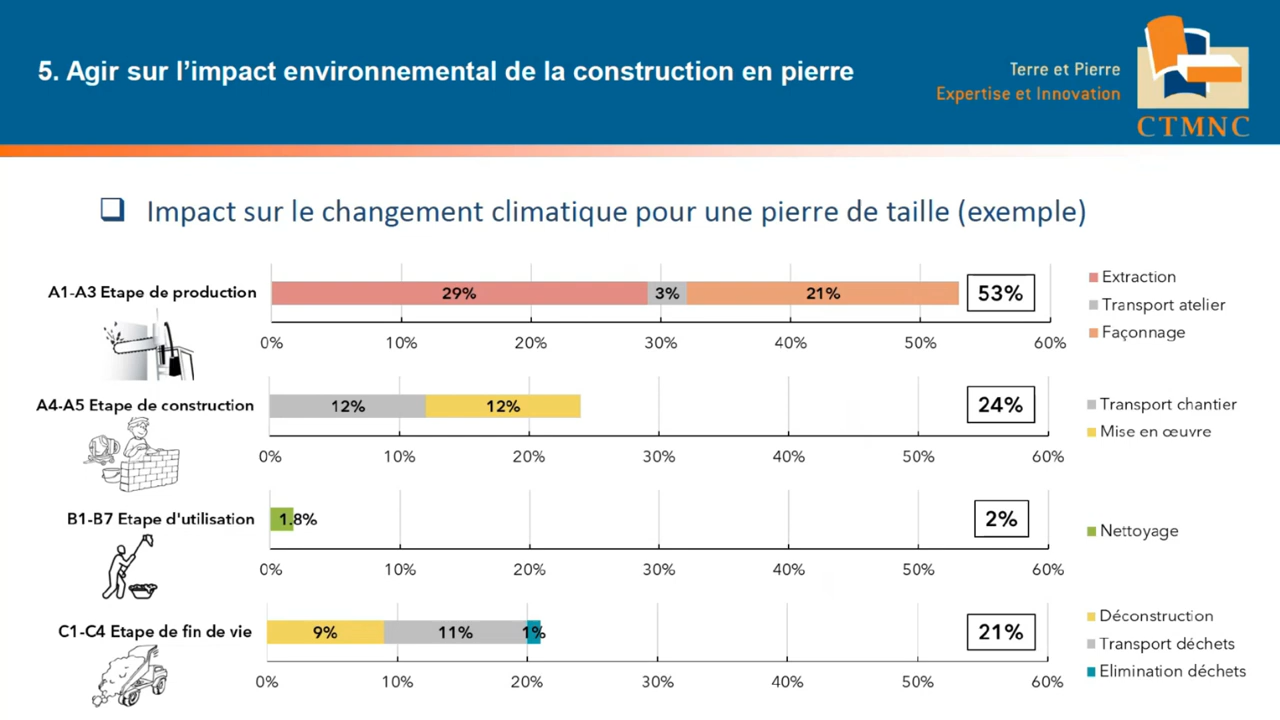 5. Agir sur l’impact environnemental de la construction en pierre
Terre et Pierre
Expertise et Innovation
CTMNC
Impact sur le changement climatique pour une pierre de taille (exemple)
A1-A3 Etape de production
29%
3%
21%
53%
Extraction
Transport atelier
Façonnage
0% 10% 20% 30% 40% 50% 60%
A4-A5 Etape de construction
12%
12%
24%
Transport chantier
Mise en œuvre
0% 10% 20% 30% 40% 50% 60%
B1-B7 Etape d'utilisation
1.8%
2%
Nettoyage
0% 10% 20% 30% 40% 50% 60%
C1-C4 Etape de fin de vie
9%
11%
1%
21%
Déconstruction
Transport déchets
Elimination déchets
0% 10% 20% 30% 40% 50% 60%